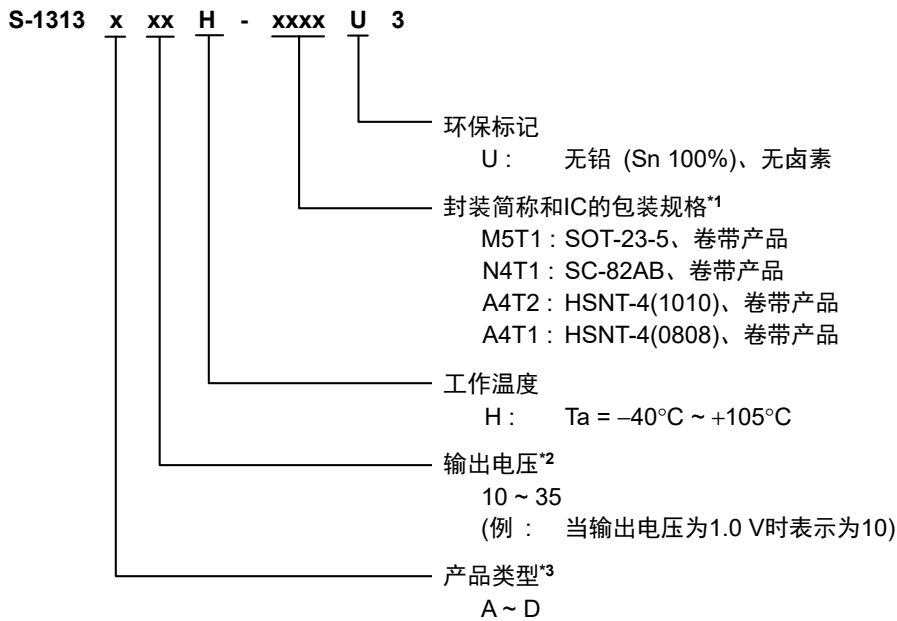 S-1313 x xx H - xxxx U 3
环保标记
U : 无铅 (Sn 100%)、无卤素
封装简称和IC的包装规格*1
M5T1 : SOT-23-5、卷带产品
N4T1 : SC-82AB、卷带产品
A4T2 : HSNT-4(1010)、卷带产品
A4T1 : HSNT-4(0808)、卷带产品
工作温度
H : Ta = −40°C ~ +105°C
输出电压*2
10 ~ 35
(例 : 当输出电压为1.0 V时表示为10)
产品类型*3
A ~ D